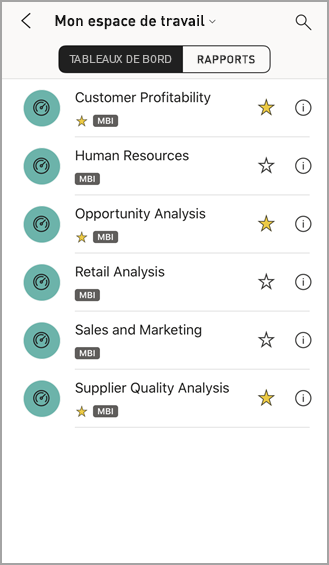 Mon espace de travail
TABLEAUX DE BORD RAPPORTS
Customer Profitability
MBI
Human Resources
MBI
Opportunity Analysis
MBI
Retail Analysis
MBI
Sales and Marketing
MBI
Supplier Quality Analysis
MBI